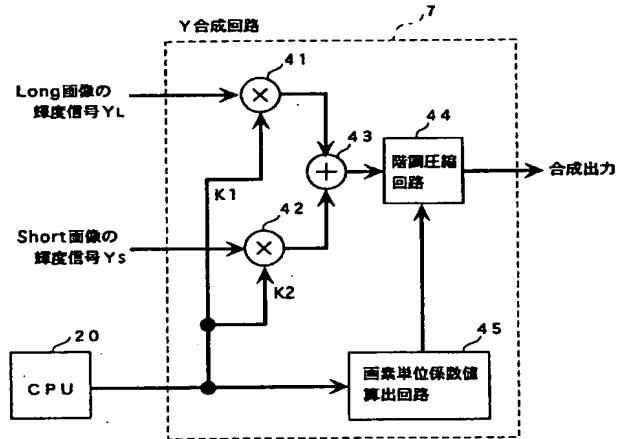 Y合成回路
7
41
Long画像の
輝度信号YL
44
43
階調圧縮
回路
合成出力
K1
42
Short画像の
輝度信号YS
K2
20
45
CPU
画素単位係数値
算出回路